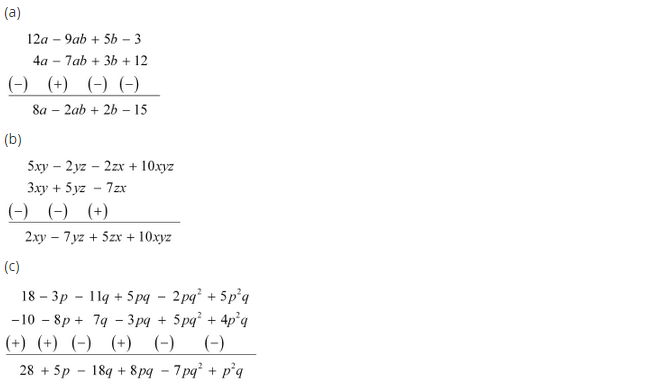 (a)
12a – 9ab + 5b – 3
4a – 7ab + 3b + 12
(–) (+) (–) (–)
8a – 2ab + 2b – 15
(b)
5xy – 2yz – 2zx + 10xyz
3xy + 5yz – 7zx
(–) (–) (+)
2xy – 7yz + 5zx + 10xyz
(c)
18 – 3p – 11q + 5pq – 2pq² + 5p²q
–10 – 8p + 7q – 3pq + 5pq² + 4p²q
(+) (+) (–) (+) (–) (–)
28 + 5p – 18q + 8pq – 7pq² + p²q